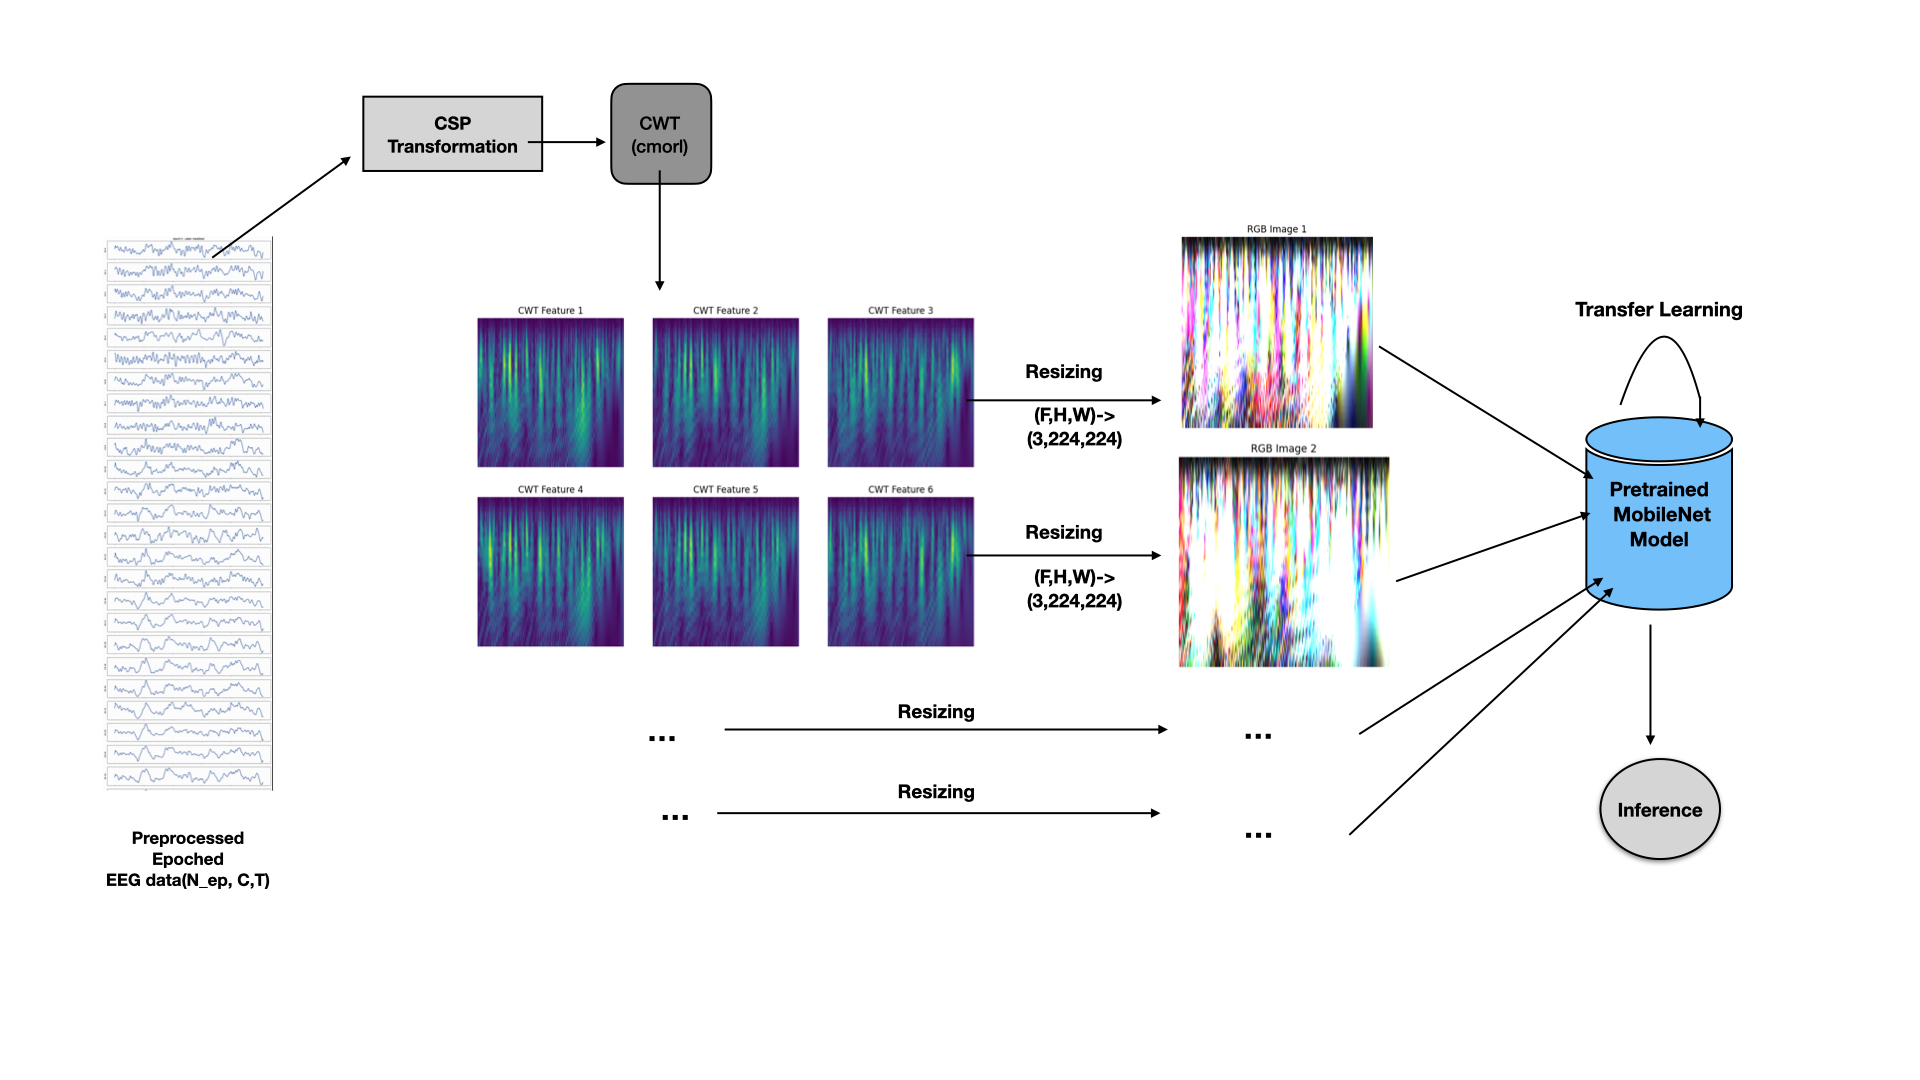 CSP
Transformation
CWT
(cmorl)
CWT Feature 1
CWT Feature 2
CWT Feature 3
CWT Feature 4
CWT Feature 5
CWT Feature 6
Resizing
(F,H,W)->
(3,224,224)
Resizing
(F,H,W)->
(3,224,224)
RGB Image 1
RGB Image 2
...
Resizing
...
...
Resizing
...
Transfer Learning
Pretrained
MobileNet
Model
Inference
Preprocessed
Epoched
EEG data(N_ep, C,T)